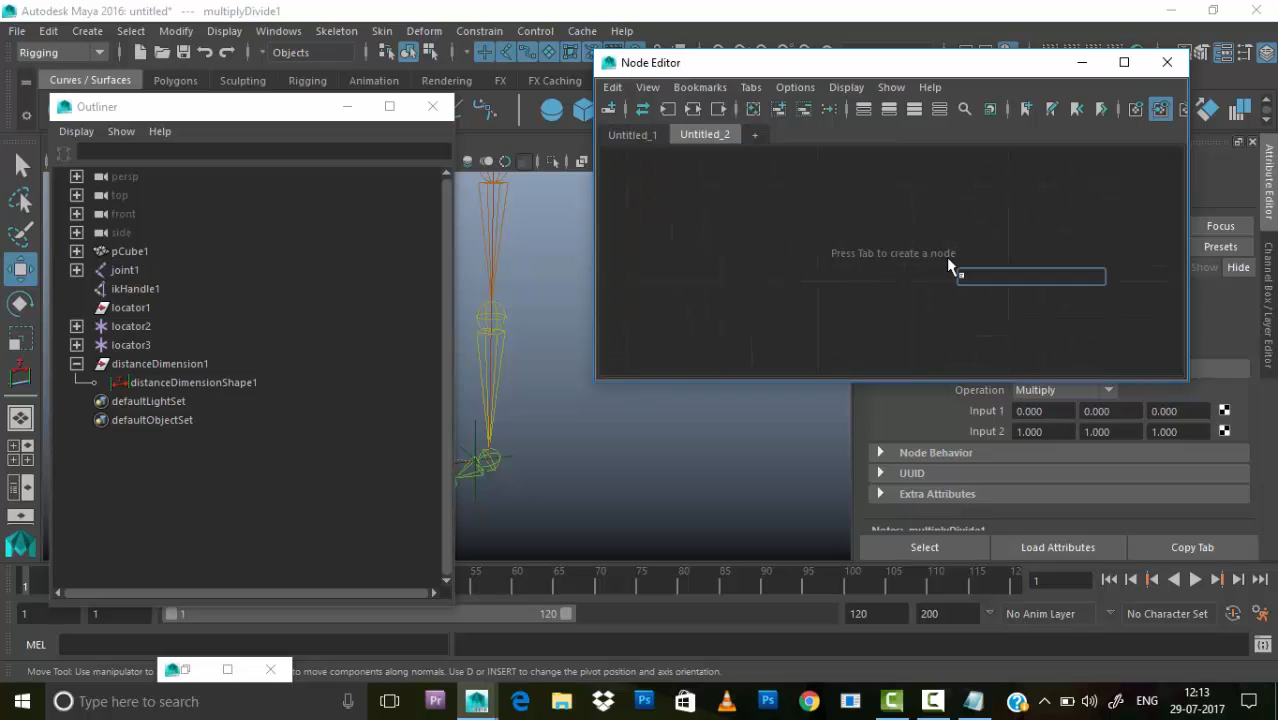 Autodesk Maya 2016: untitled* --- multiplyDivide1
File Edit Create Select Modify Display Windows Skeleton Skin Deform Constrain Control Cache Help
Rigging Objects
Curves / Surfaces Polygons Sculpting Rigging Animation Rendering FX FX Caching
Outliner
Display Show Help
persp
top
front
side
pCube1
joint1
ikHandle1
locator1
locator2
locator3
distanceDimension1
distanceDimensionShape1
defaultLightSet
defaultObjectSet
Node Editor
Edit View Bookmarks Tabs Options Display Show Help
Untitled_1 Untitled_2 +
Press Tab to create a node
Focus
Presets
Show Hide
Attribute Editor
Channel Box / Layer Editor
Operation Multiply
Input 1 0.000 0.000 0.000
Input 2 1.000 1.000 1.000
Node Behavior
UUID
Extra Attributes
Notes: multiplyDivide1
Select Load Attributes Copy Tab
1 55 60 65 70 75 80 85 90 95 100 105 110 115 12 1
1 1 1 120 120 200 No Anim Layer No Character Set
MEL
Move Tool: Use manipulator to to move components along normals. Use D or INSERT to change the pivot position and axis orientation.
Type here to search
ENG
12:13
29-07-2017